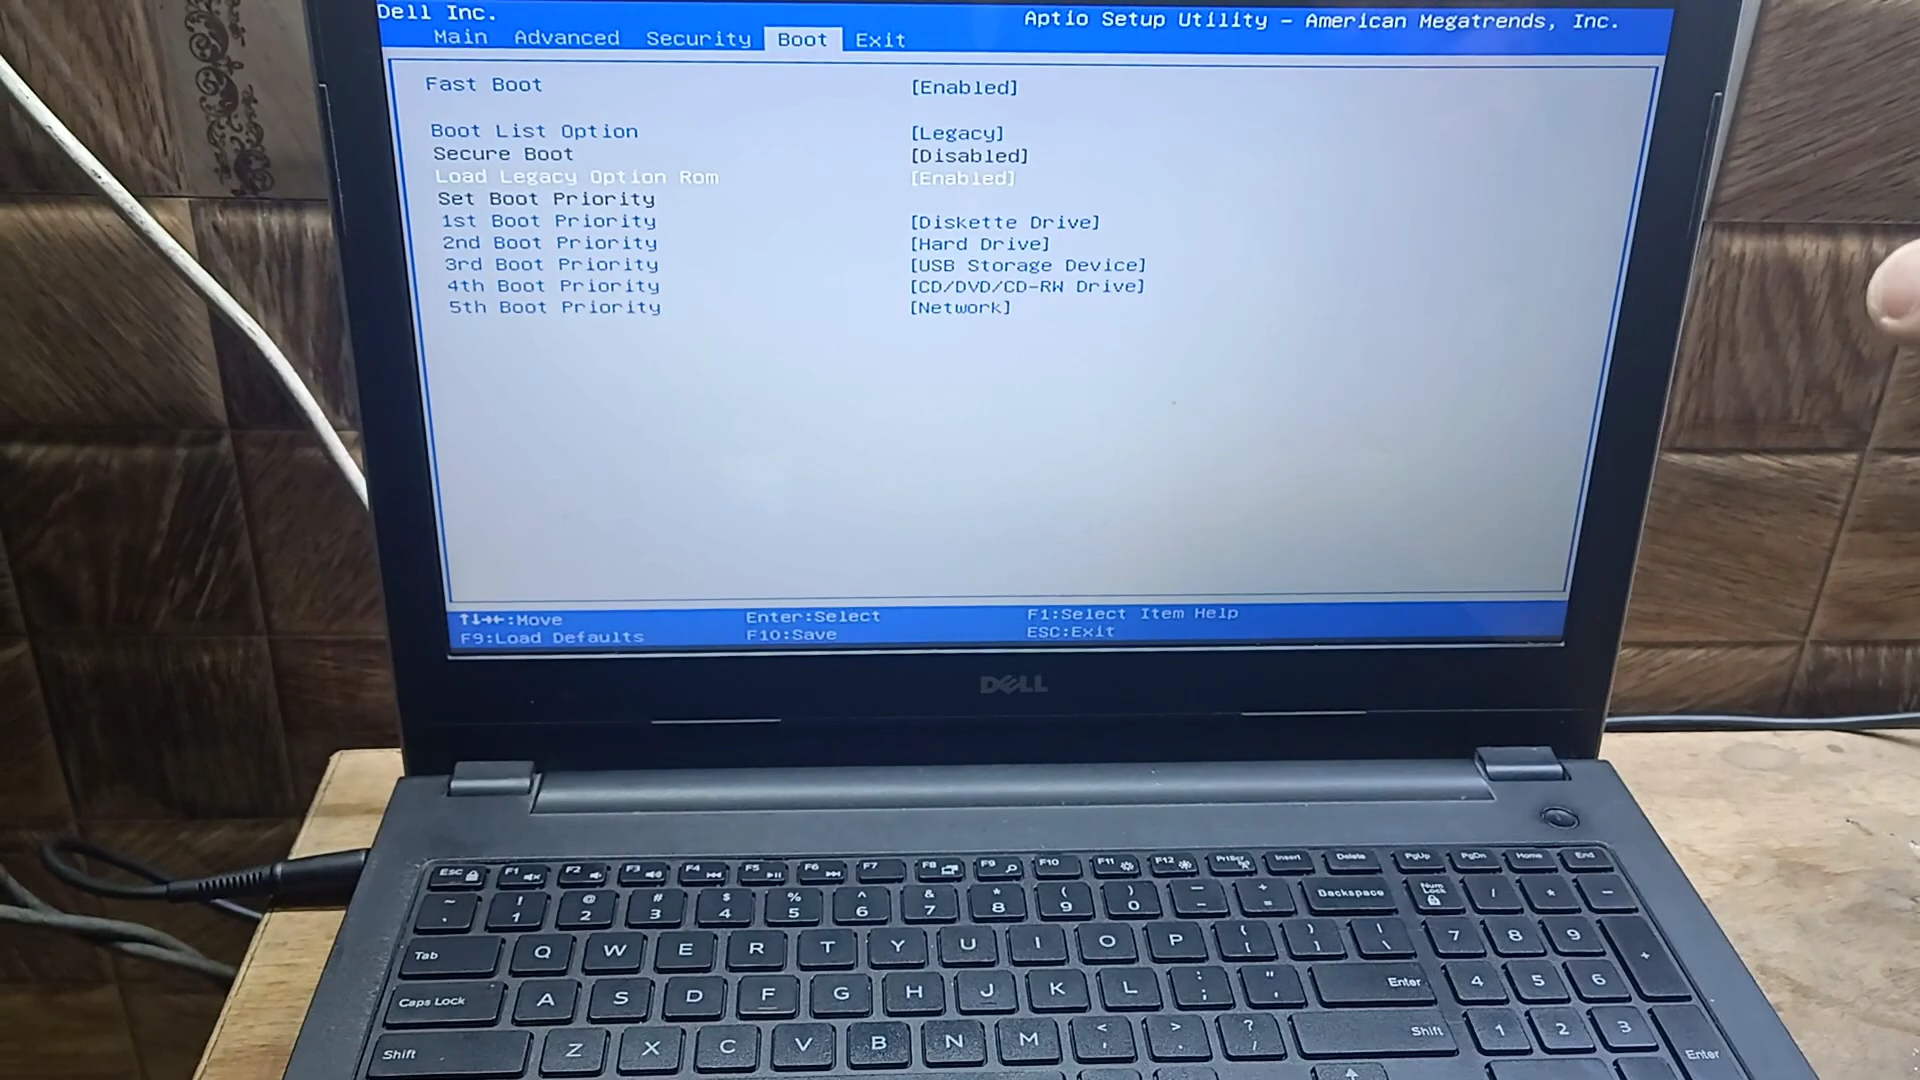 Dell Inc.
Aptio Setup Utility - American Megatrends, Inc.
Main Advanced Security Boot Exit
Fast Boot [Enabled]
Boot List Option [Legacy]
Secure Boot [Disabled]
Load Legacy Option Rom [Enabled]
Set Boot Priority
1st Boot Priority [Diskette Drive]
2nd Boot Priority [Hard Drive]
3rd Boot Priority [USB Storage Device]
4th Boot Priority [CD/DVD/CD-RW Drive]
5th Boot Priority [Network]
↑↓→←:Move Enter:Select F1:Select Item Help
F9:Load Defaults F10:Save ESC:Exit
DELL
Esc F1 F2 F3 F4 F5 F6 F7 F8 F9 F10 F11 F12 PrtScr Insert Delete PgUp PgDn Home End
~ ` ! 1 @ 2 # 3 $ 4 % 5 ^ 6 & 7 * 8 ( 9 ) 0 — - + = Backspace Num Lock / * -
Tab Q W E R T Y U I O P { [ } ] | \ 7 8 9 +
Caps Lock A S D F G H J K L : ; " ' Enter 4 5 6
Shift Z X C V B N M < , > . ? / Shift 1 2 3 Enter